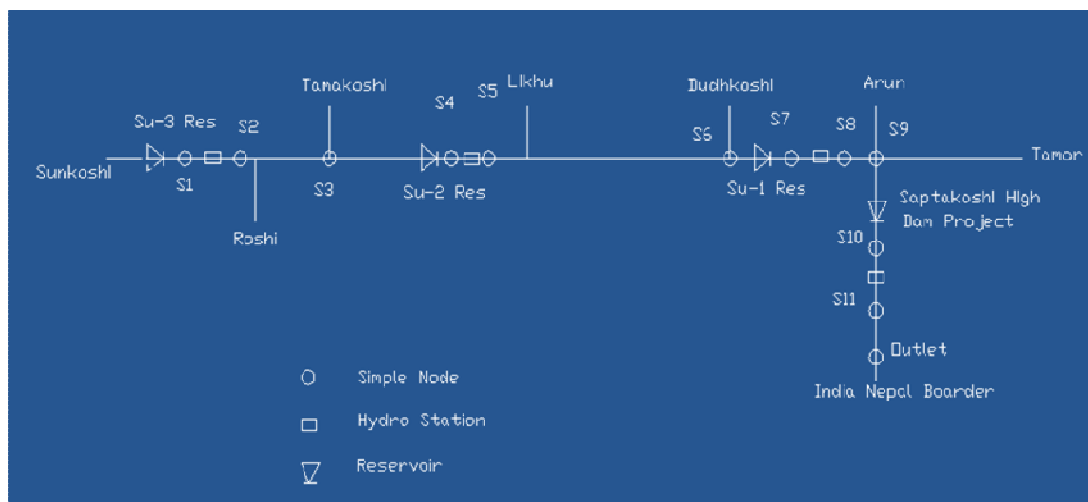 Tamakoshi
Likhu
Dudhkoshi
Arun
S4
S5
Su-3 Res
S2
S6
S7
S8
S9
Sunkoshi
S1
S3
Su-2 Res
Su-1 Res
Tamor
Roshi
Saptakoshi High
Dam Project
S10
S11
Outlet
India Nepal Boarder
Simple Node
Hydro Station
Reservoir